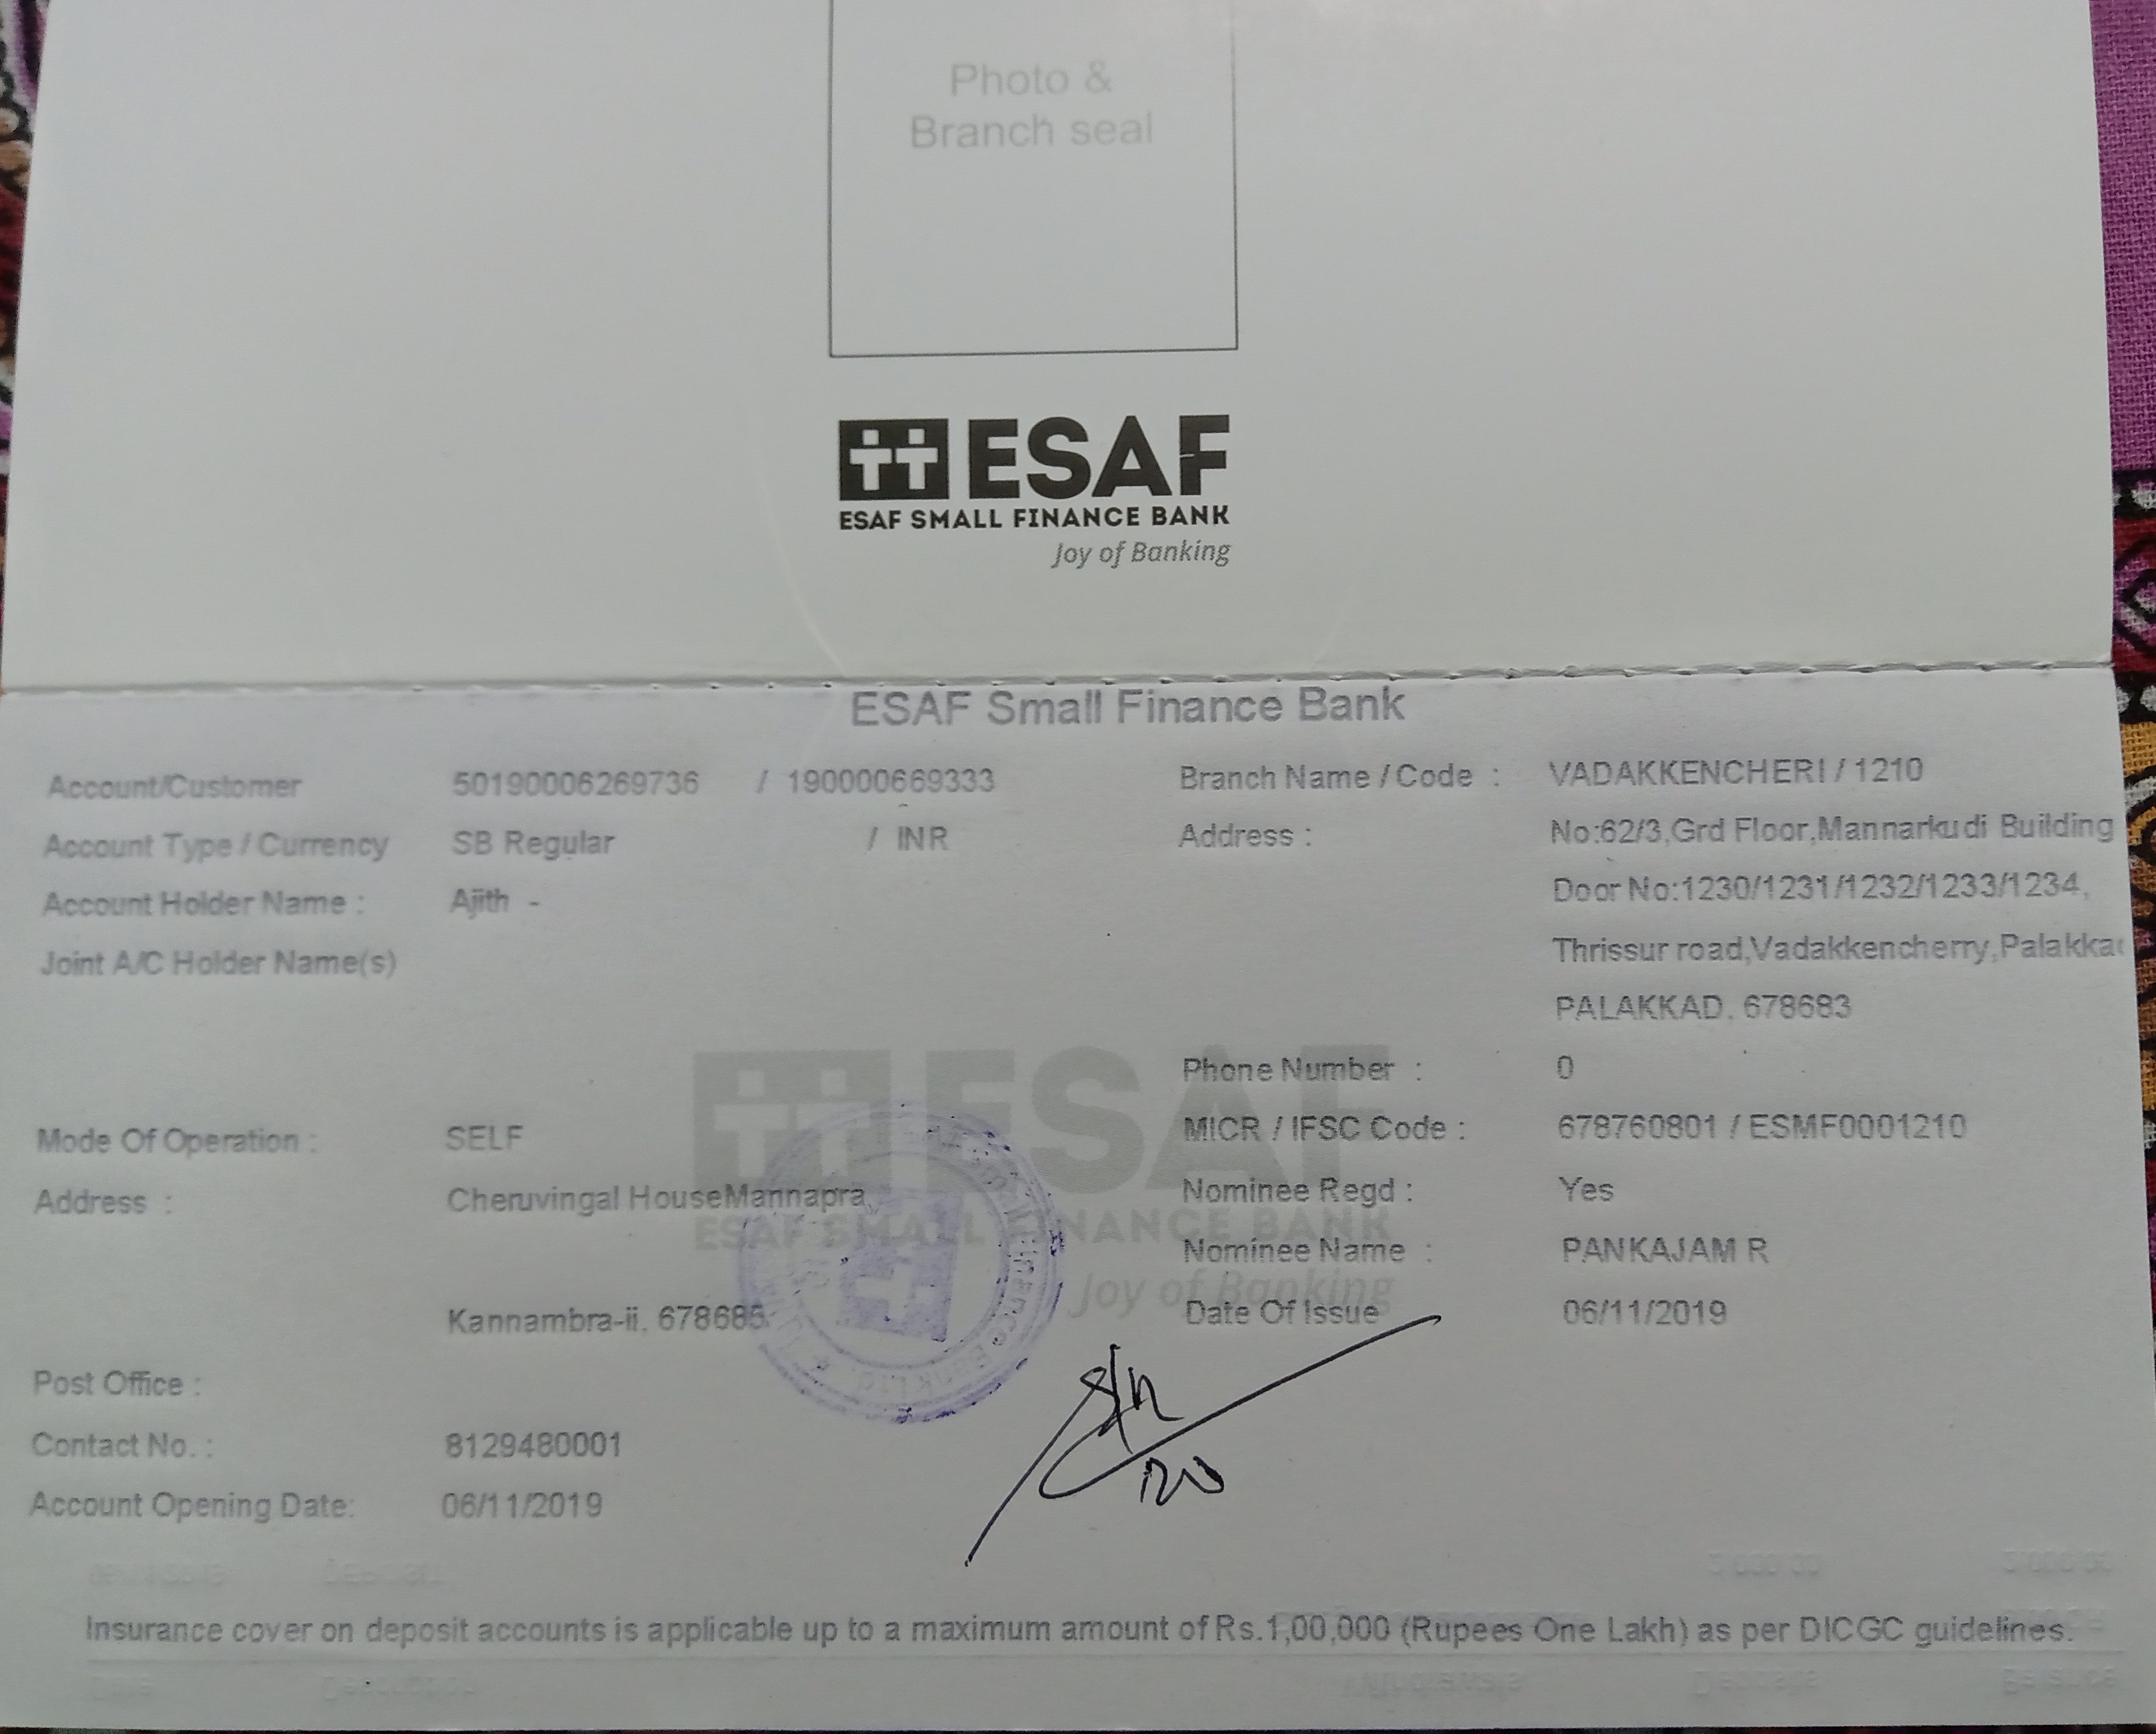 Photo &
Branch seal
ESAF
ESAF SMALL FINANCE BANK
Joy of Banking
ESAF Small Finance Bank
Account/Customer 50190006269736 / 190000669333 Branch Name / Code : VADAKKENCHERI / 1210
Account Type / Currency SB Regular / INR Address : No:62/3,Grd Floor,Mannarkudi Building
Account Holder Name : Ajith - Door No:1230/1231/1232/1233/1234,
Joint A/C Holder Name(s) Thrissur road,Vadakkencherry,Palakka
PALAKKAD, 678683
Phone Number : 0
Mode Of Operation : SELF MICR / IFSC Code : 678760801 / ESMF0001210
Address : Cheruvingal HouseMannapra, Nominee Regd : Yes
Nominee Name : PANKAJAM R
Kannambra-ii, 678686 Date Of Issue 06/11/2019
Post Office :
Contact No. : 8129480001
Account Opening Date: 06/11/2019
ESAF
ESAF SMALL FINANCE BANK
Joy of Banking
Insurance cover on deposit accounts is applicable up to a maximum amount of Rs.1,00,000 (Rupees One Lakh) as per DICGC guidelines.